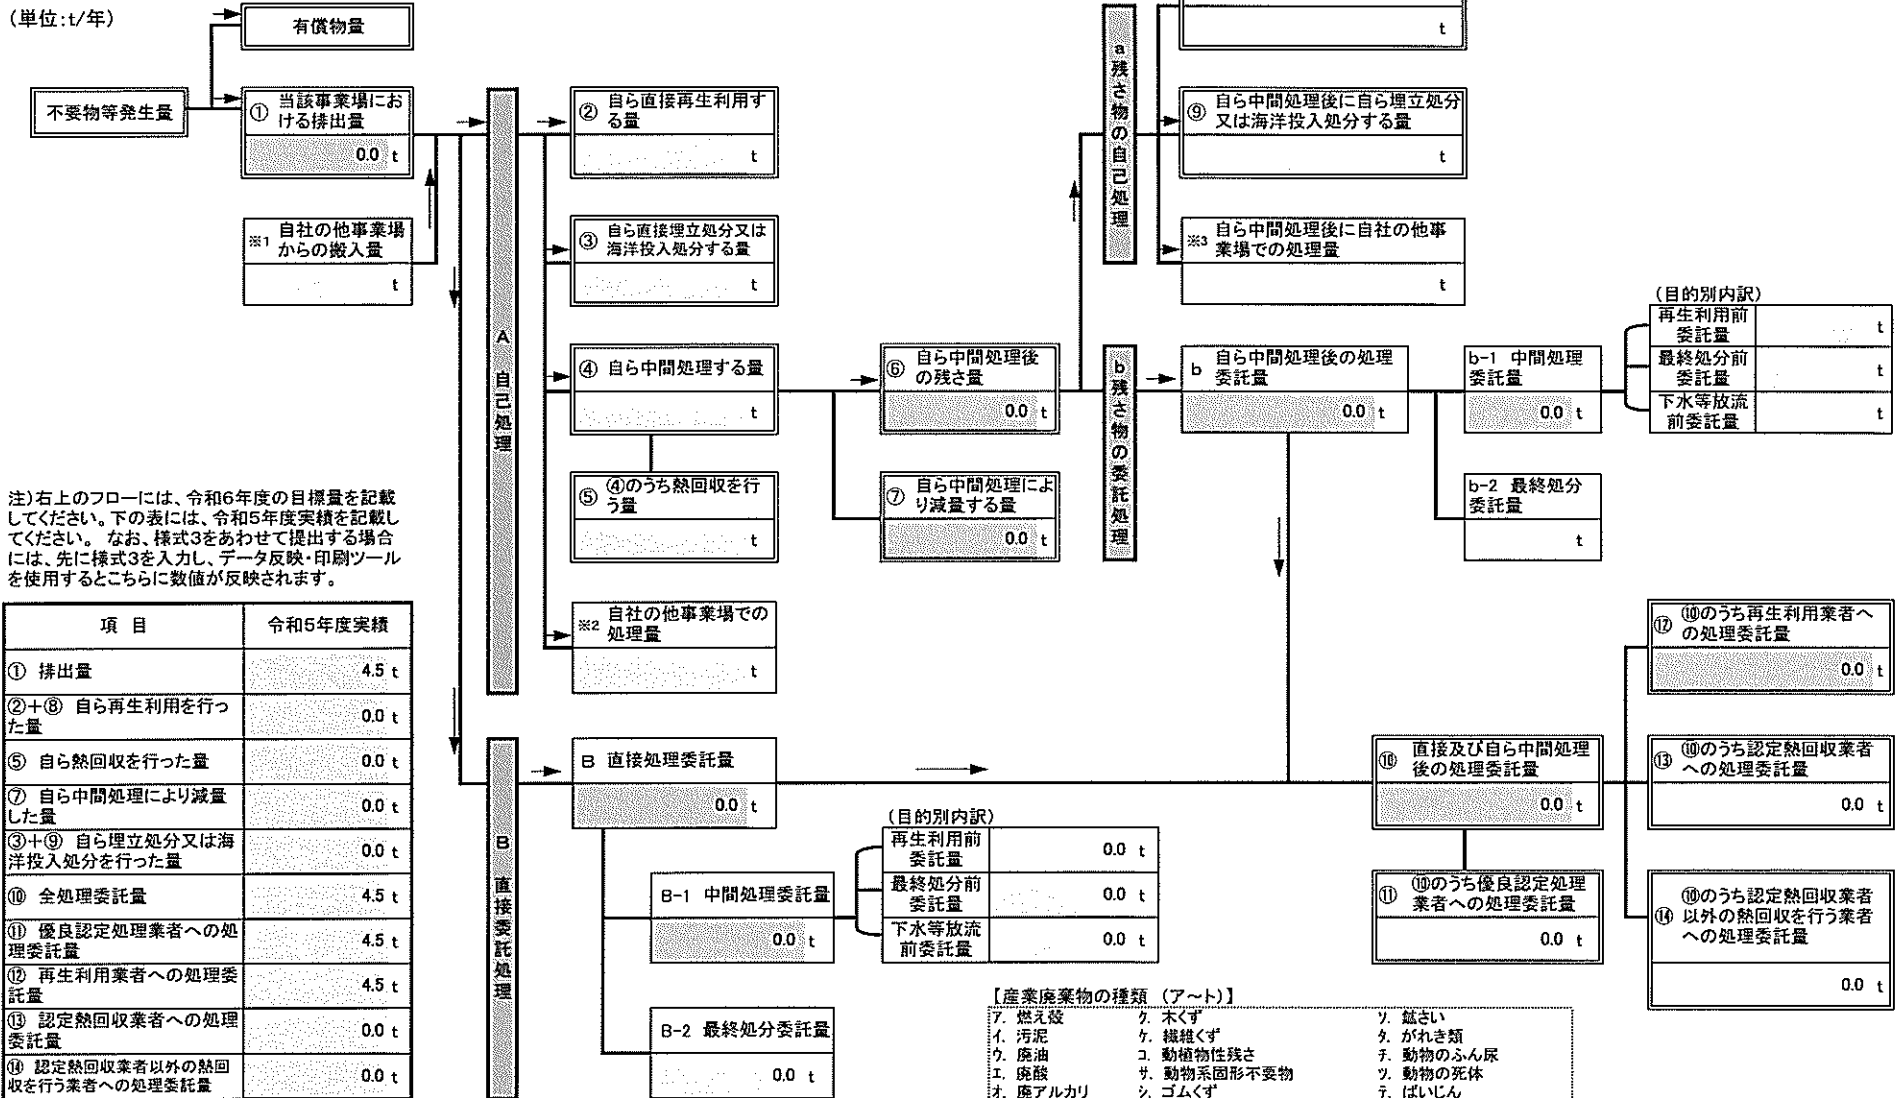 (単位:t/年)
有償物量
不要物等発生量
① 当該事業場にお
ける排出量
0.0 t
※1 自社の他事業場
からの搬入量
t
A 自己処理
② 自ら直接再生利用す
る量
t
③ 自ら直接埋立処分又は
海洋投入処分する量
t
④ 自ら中間処理する量
t
⑤ ④のうち熱回収を行
う量
t
※2 自社の他事業場での
処理量
t
⑥ 自ら中間処理後
の残さ量
0.0 t
⑦ 自ら中間処理によ
り減量する量
0.0 t
a 残さ物の自己処理
t
⑨ 自ら中間処理後に自ら埋立処分
又は海洋投入処分する量
t
※3 自ら中間処理後に自社の他事
業場での処理量
t
b 残さ物の委託処理
b 自ら中間処理後の処理
委託量
0.0 t
b-1 中間処理
委託量
0.0 t
(目的別内訳)
再生利用前
委託量
t
最終処分前
委託量
t
下水等放流
前委託量
t
b-2 最終処分
委託量
t
注)右上のフローには、令和6年度の目標量を記載
してください。下の表には、令和5年度実績を記載し
てください。 なお、様式3をあわせて提出する場合
には、先に様式3を入力し、データ反映・印刷ツール
を使用するとこちらに数値が反映されます。
項 目 令和5年度実績
① 排出量 4.5 t
②+⑧ 自ら再生利用を行っ
た量 0.0 t
⑤ 自ら熱回収を行った量 0.0 t
⑦ 自ら中間処理により減量
した量 0.0 t
③+⑨ 自ら埋立処分又は海
洋投入処分を行った量 0.0 t
⑩ 全処理委託量 4.5 t
⑪ 優良認定処理業者への処
理委託量 4.5 t
⑫ 再生利用業者への処理委
託量 4.5 t
⑬ 認定熱回収業者への処理
委託量 0.0 t
⑭ 認定熱回収業者以外の熱回
収を行う業者への処理委託量 0.0 t
B 直接委託処理
B 直接処理委託量
0.0 t
B-1 中間処理委託量
0.0 t
(目的別内訳)
再生利用前
委託量
0.0 t
最終処分前
委託量
0.0 t
下水等放流
前委託量
0.0 t
B-2 最終処分委託量
0.0 t
⑩ 直接及び自ら中間処理
後の処理委託量
0.0 t
⑪ ⑩のうち優良認定処理
業者への処理委託量
0.0 t
⑫ ⑩のうち再生利用業者へ
の処理委託量
0.0 t
⑬ ⑩のうち認定熱回収業者
への処理委託量
0.0 t
⑭ ⑩のうち認定熱回収業者
以外の熱回収を行う業者
への処理委託量
0.0 t
【産業廃棄物の種類 (ア~ト)】
ア. 燃え殻 ク. 木くず ソ. 鉱さい
イ. 汚泥 ケ. 繊維くず タ. がれき類
ウ. 廃油 コ. 動植物性残さ チ. 動物のふん尿
エ. 廃酸 サ. 動物系固形不要物 ツ. 動物の死体
オ. 廃アルカリ シ. ゴムくず テ. ばいじん